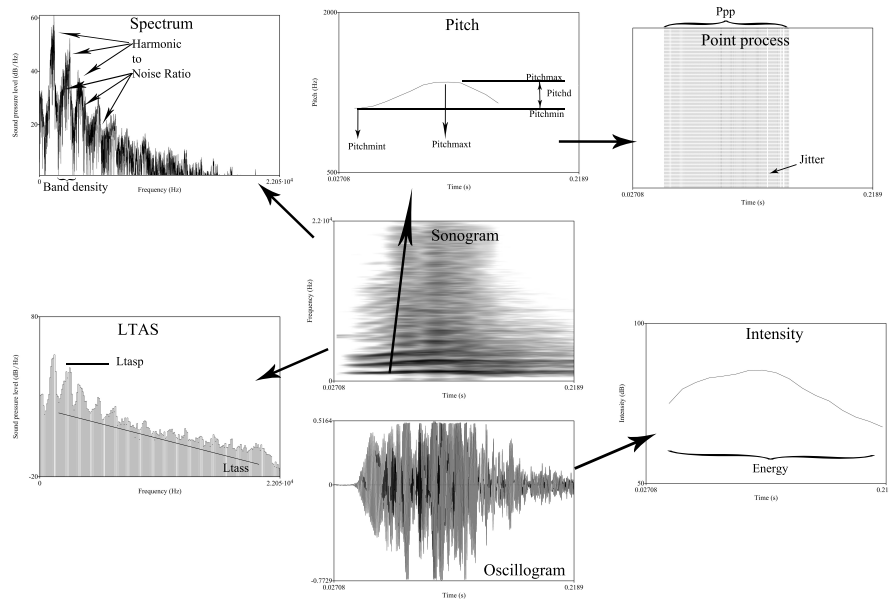 Spectrum
60
Harmonic
to
Noise Ratio
40
20
Sound pressure level (dB / Hz)
0
2.205·10⁴
Band density
Frequency (Hz)
2000
Pitch
Pitch (Hz)
Pitchmax
Pitchd
Pitchmin
Pitchmint
Pitchmaxt
500
0.02708
0.2189
Time (s)
Ppp
Point process
Jitter
0.02708
0.2189
Time (s)
2.2·10⁴
Sonogram
Frequency (Hz)
0
0.02708
0.2189
Time (s)
80
LTAS
Ltasp
Sound pressure level (dB / Hz)
Ltass
-20
0
2.205·10⁴
Frequency (Hz)
0.5164
0
-0.7729
Oscillogram
0.02708
0.2189
Time (s)
100
Intensity
Intensity (dB)
Energy
50
0.02708
0.21
Time (s)